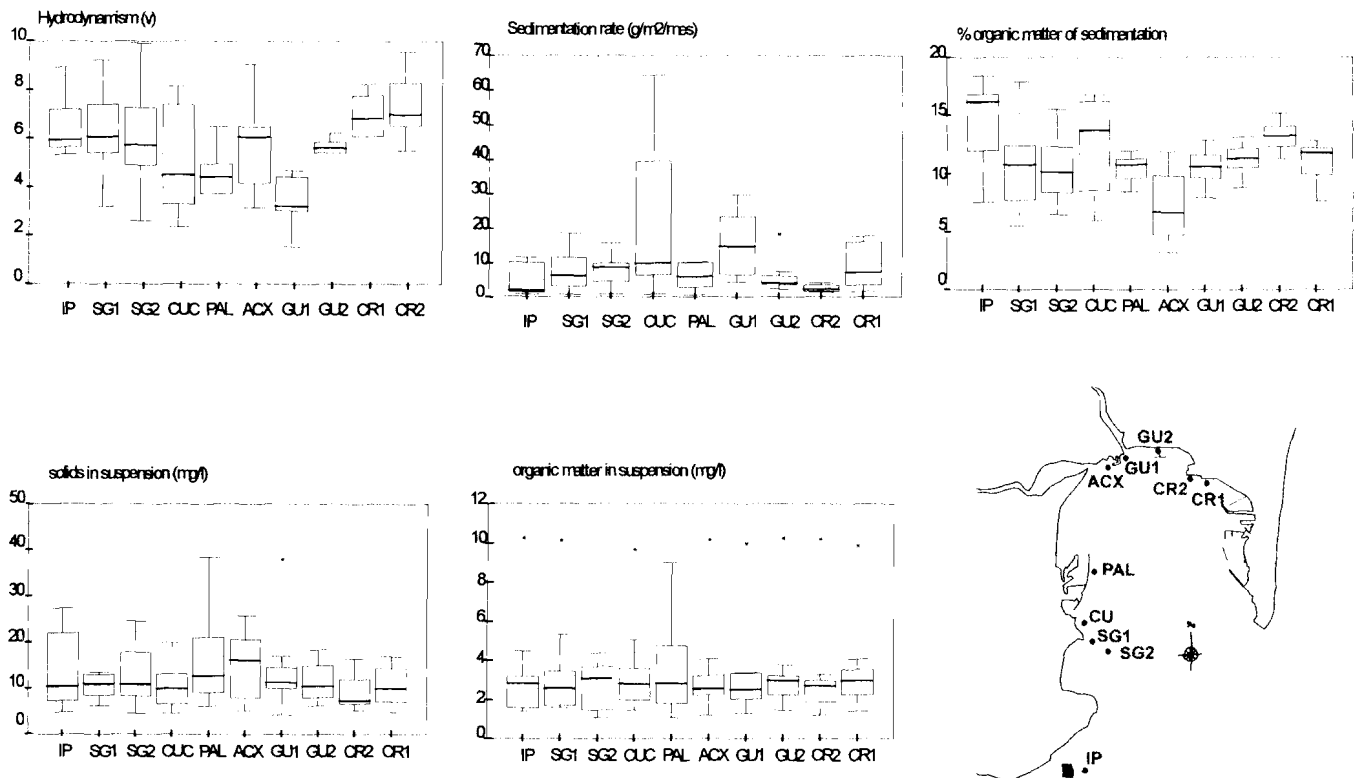 Hydrodynamism (v)
10
8
6
4
2
0
IP SG1 SG2 CUC PAL ACX GU1 GU2 CR1 CR2
Sedimentation rate (g/m2/mes)
70
60
50
40
30
20
10
0
IP SG1 SG2 CUC PAL GU1 GU2 CR2 CR1
% organic matter of sedimentation
20
15
10
5
0
IP SG1 SG2 CUC PAL ACX GU1 GU2 CR2 CR1
solids in suspension (mg/l)
50
40
30
20
10
0
IP SG1 SG2 CUC PAL ACX GU1 GU2 CR2 CR1
organic matter in suspension (mg/l)
12
10
8
6
4
2
0
IP SG1 SG2 CUC PAL ACX GU1 GU2 CR2 CR1
GU2
GU1
ACX
CR2
CR1
PAL
CU
SG1
SG2
IP